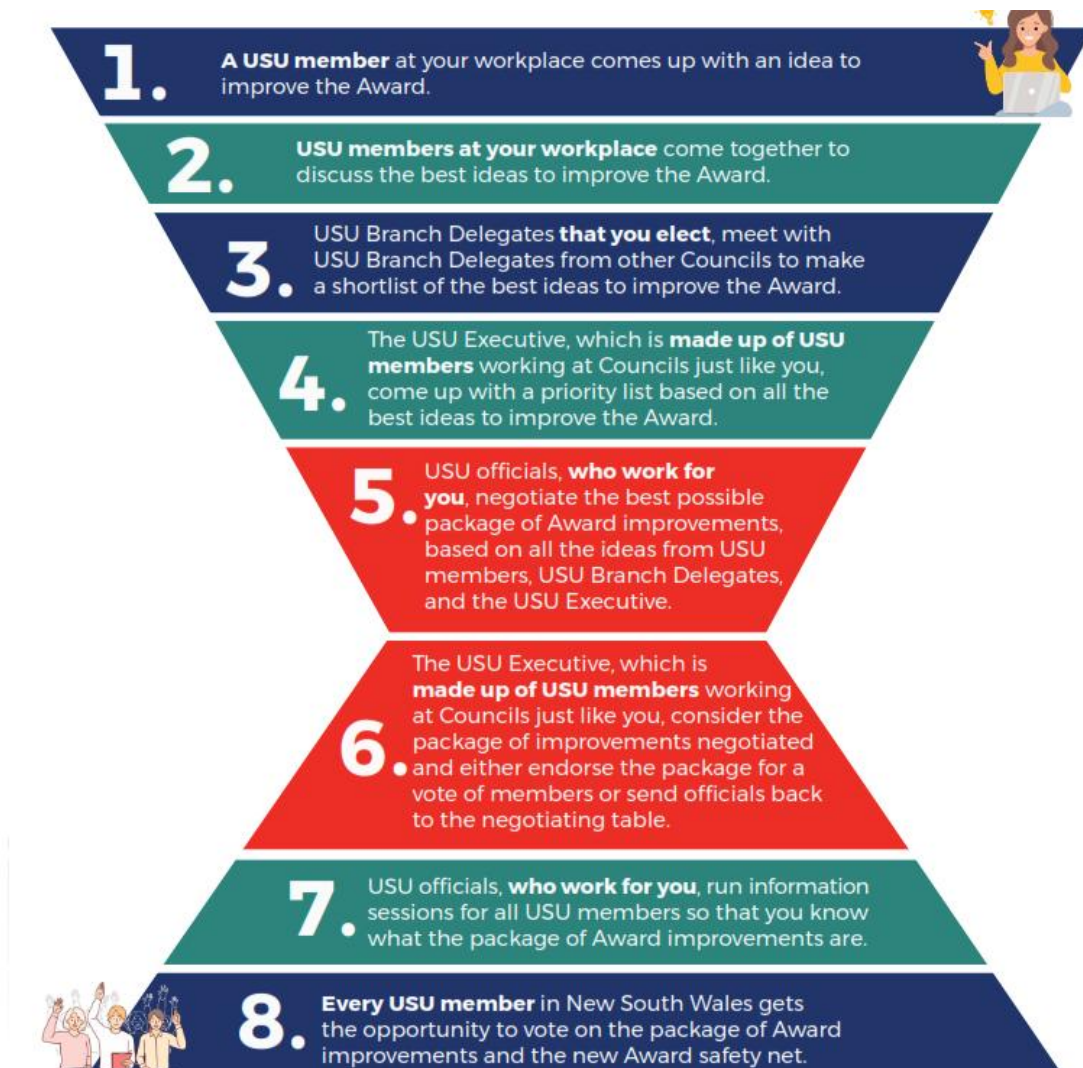 1. A USU member at your workplace comes up with an idea to
improve the Award.
2. USU members at your workplace come together to
discuss the best ideas to improve the Award.
3. USU Branch Delegates that you elect, meet with
USU Branch Delegates from other Councils to make
a shortlist of the best ideas to improve the Award.
4. The USU Executive, which is made up of USU
members working at Councils just like you,
come up with a priority list based on all the
best ideas to improve the Award.
5. USU officials, who work for
you, negotiate the best possible
package of Award improvements,
based on all the ideas from USU
members, USU Branch Delegates,
and the USU Executive.
6. The USU Executive, which is
made up of USU members working
at Councils just like you, consider the
package of improvements negotiated
and either endorse the package for a
vote of members or send officials back
to the negotiating table.
7. USU officials, who work for you, run information
sessions for all USU members so that you know
what the package of Award improvements are.
8. Every USU member in New South Wales gets
the opportunity to vote on the package of Award
improvements and the new Award safety net.